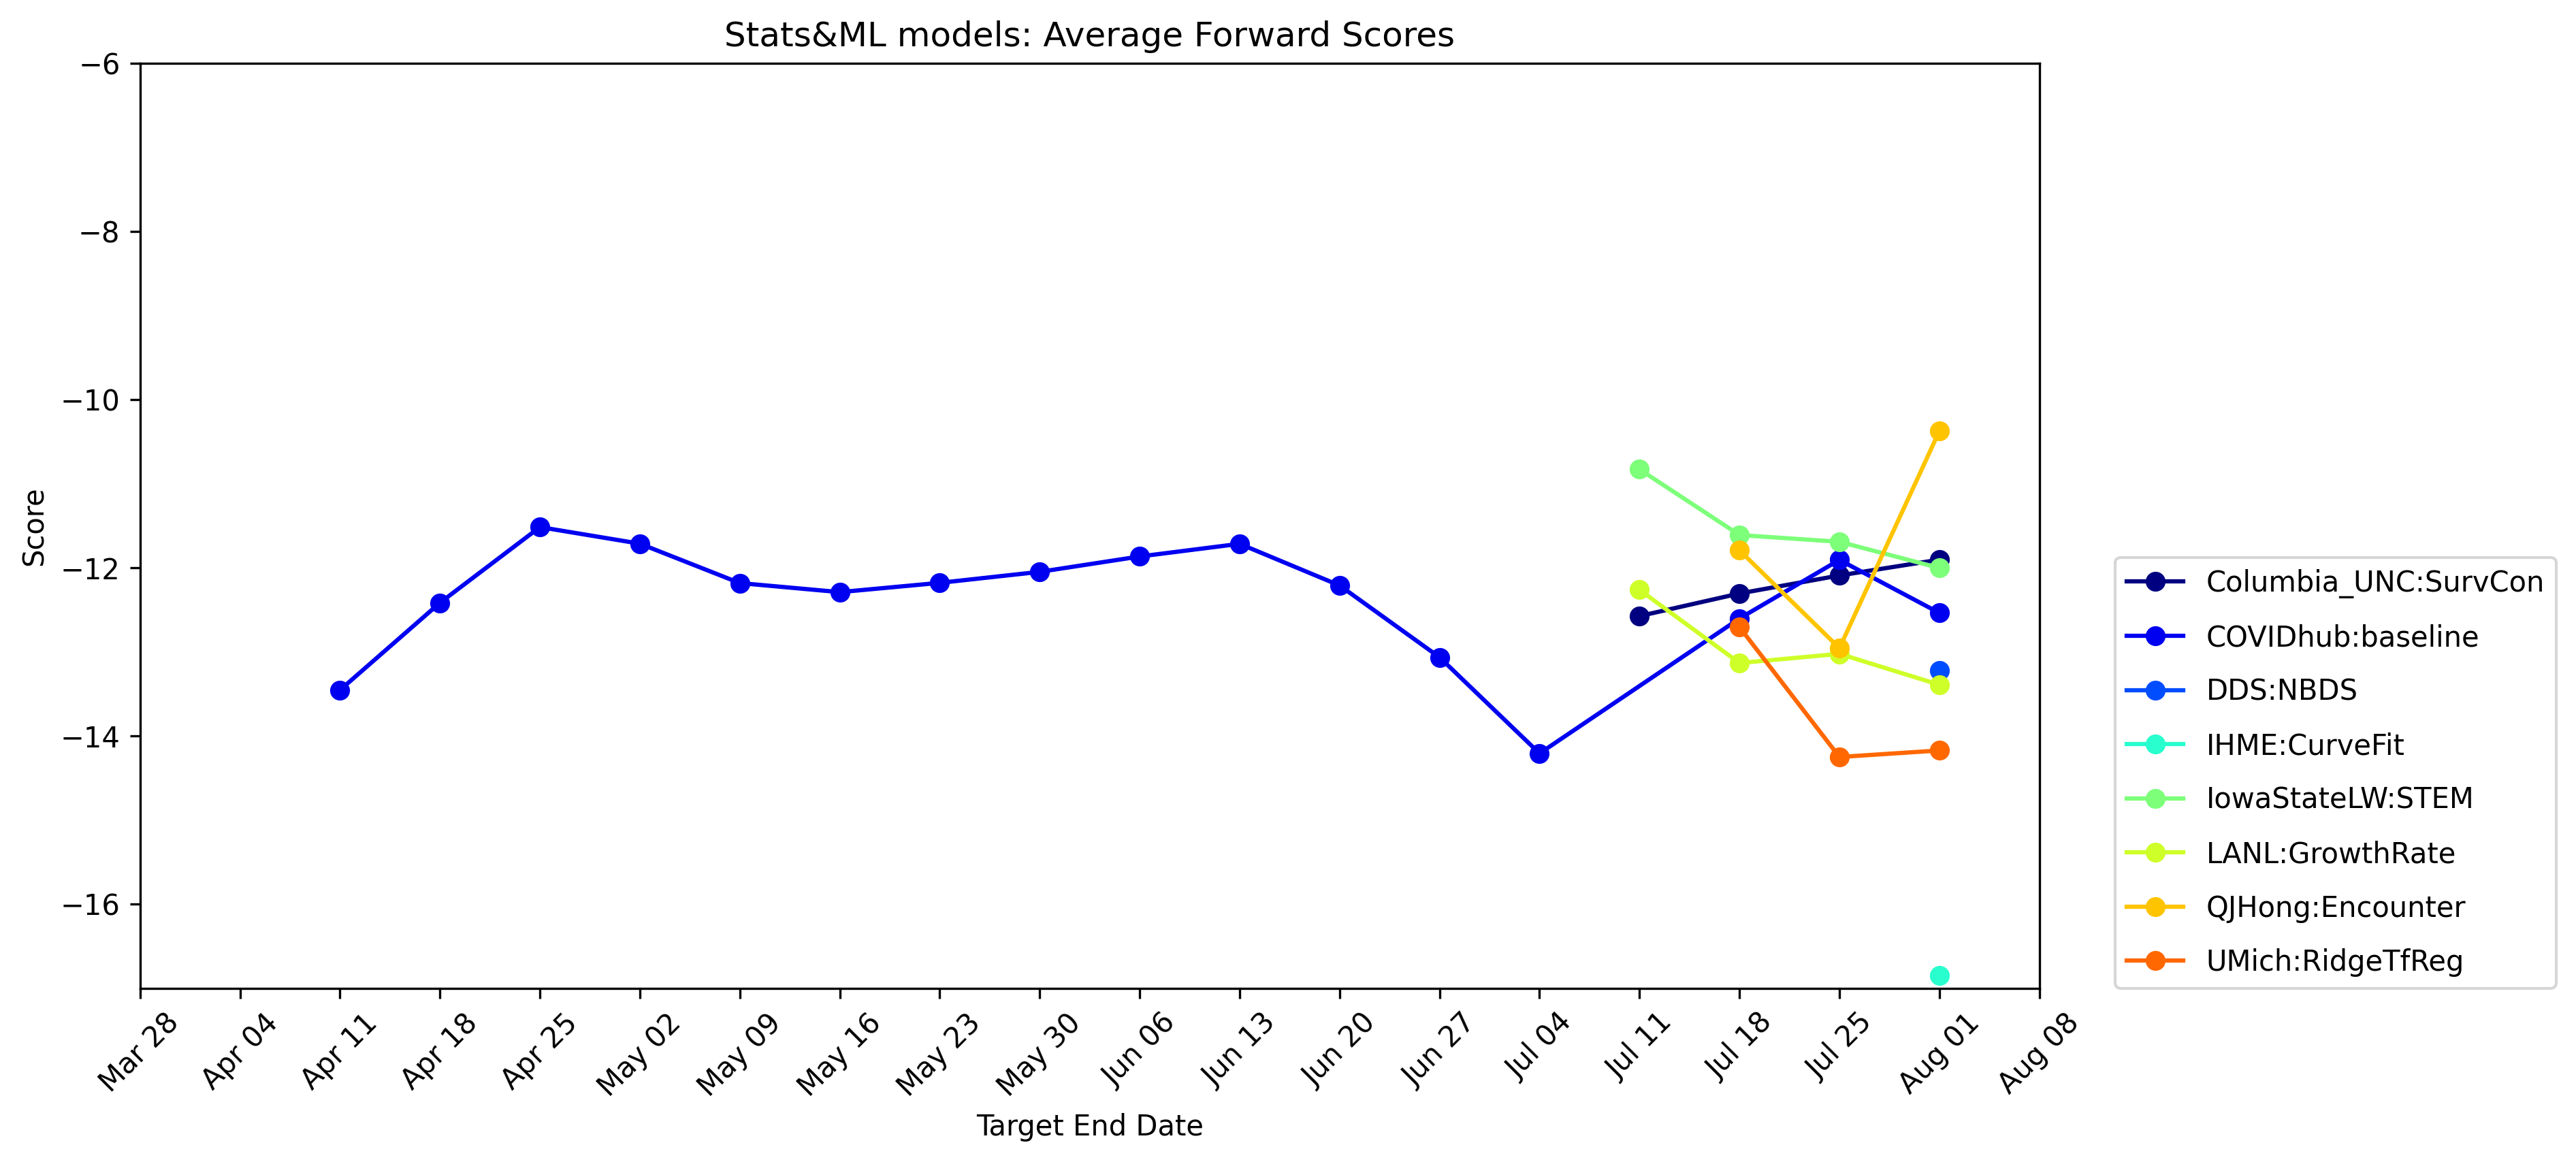 Stats&ML models: Average Forward Scores
−6
−8
−10
−12
−14
−16
Score
Mar 28
Apr 04
Apr 11
Apr 18
Apr 25
May 02
May 09
May 16
May 23
May 30
Jun 06
Jun 13
Jun 20
Jun 27
Jul 04
Jul 11
Jul 18
Jul 25
Aug 01
Aug 08
Target End Date
Columbia_UNC:SurvCon
COVIDhub:baseline
DDS:NBDS
IHME:CurveFit
IowaStateLW:STEM
LANL:GrowthRate
QJHong:Encounter
UMich:RidgeTfReg